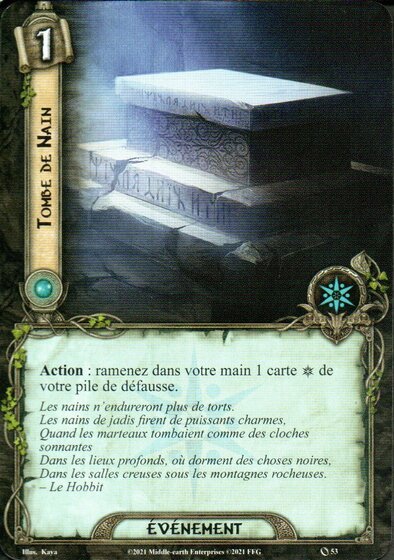 1
TOMBE DE NAIN
Action : ramenez dans votre main 1 carte de
votre pile de défausse.
Les nains n'endureront plus de torts.
Les nains de jadis firent de puissants charmes,
Quand les marteaux tombaient comme des cloches
sonnantes
Dans les lieux profonds, où dorment des choses noires,
Dans les salles creuses sous les montagnes rocheuses.
– Le Hobbit
ÉVÉNEMENT
Illus. Kaya
©2021 Middle-earth Enterprises ©2021 FFG
53